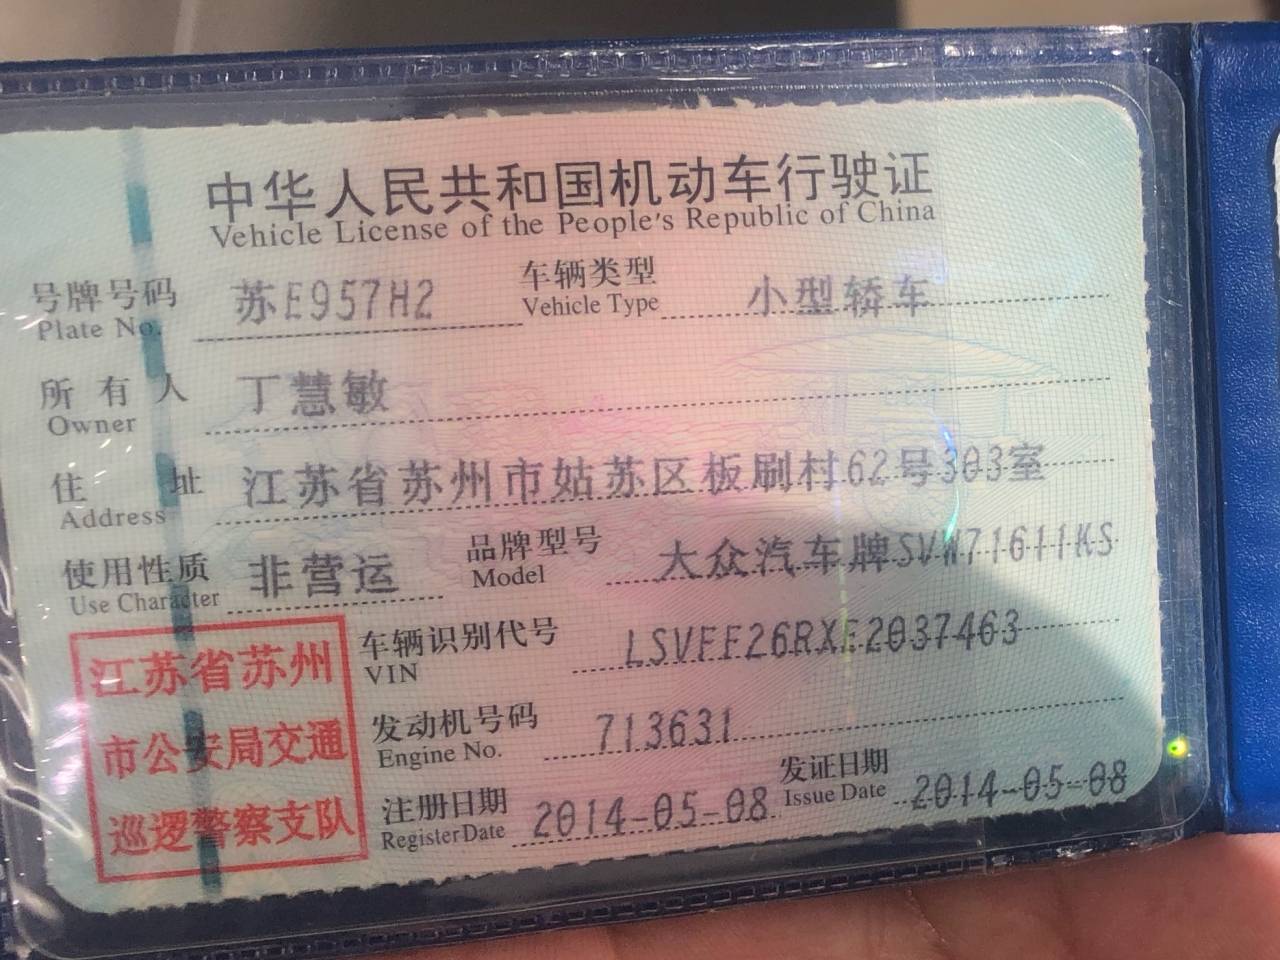 中华人民共和国机动车行驶证
Vehicle License of the People's Republic of China
号牌号码 苏E957H2 车辆类型 小型轿车
Plate No. Vehicle Type
所有人 丁慧敏
Owner
住址 江苏省苏州市姑苏区板刷村62号303室
Address
使用性质 非营运 品牌型号 大众汽车牌SVW71611KS
Use Character Model
车辆识别代号 LSVFF26RXE2037463
VIN
发动机号码 713631
Engine No.
注册日期 2014-05-08 发证日期 2014-05-08
Register Date Issue Date
江苏省苏州
市公安局交通
巡逻警察支队